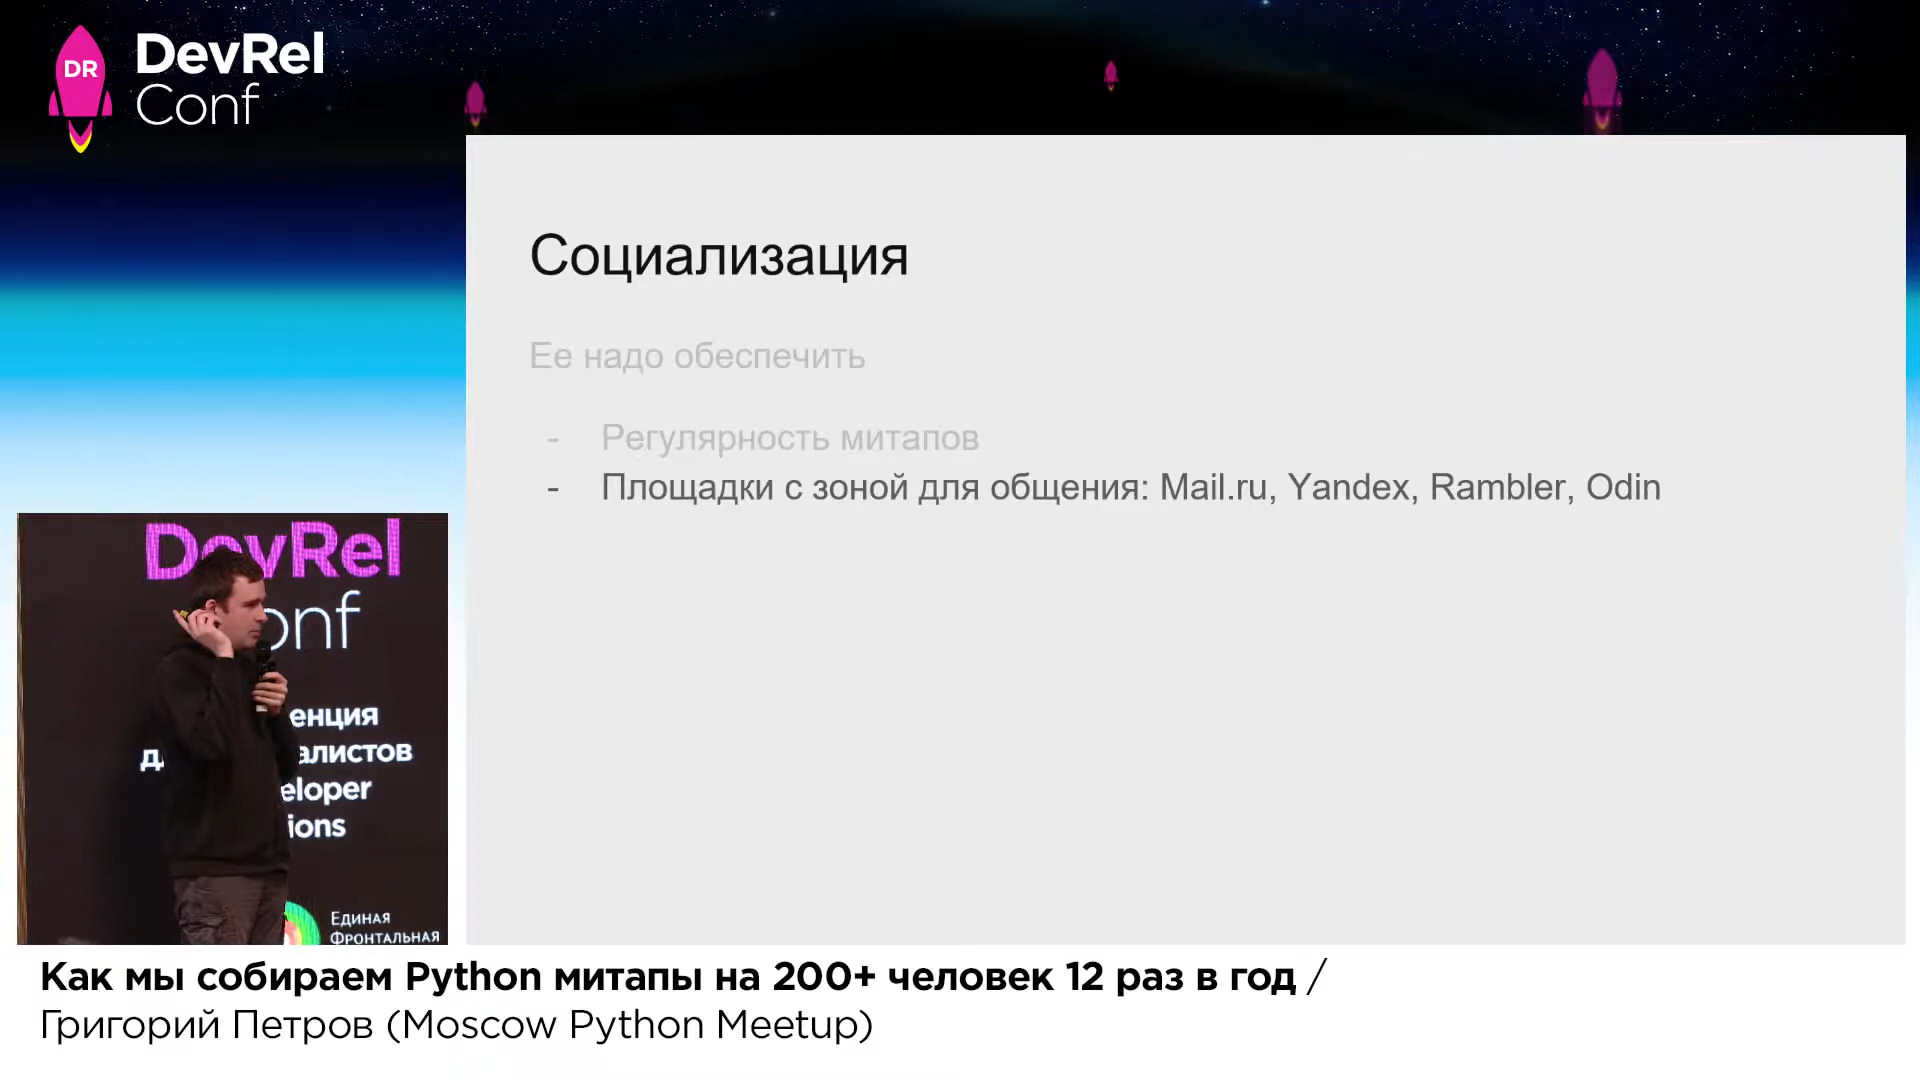 DR
DevRel
Conf
Социализация
Ее надо обеспечить
- Регулярность митапов
- Площадки с зоной для общения: Mail.ru, Yandex, Rambler, Odin
DevRel
onf
енция
алистов
eloper
ions
ЕДИНАЯ
ФРОНТАЛЬНАЯ
Как мы собираем Python митапы на 200+ человек 12 раз в год /
Григорий Петров (Moscow Python Meetup)